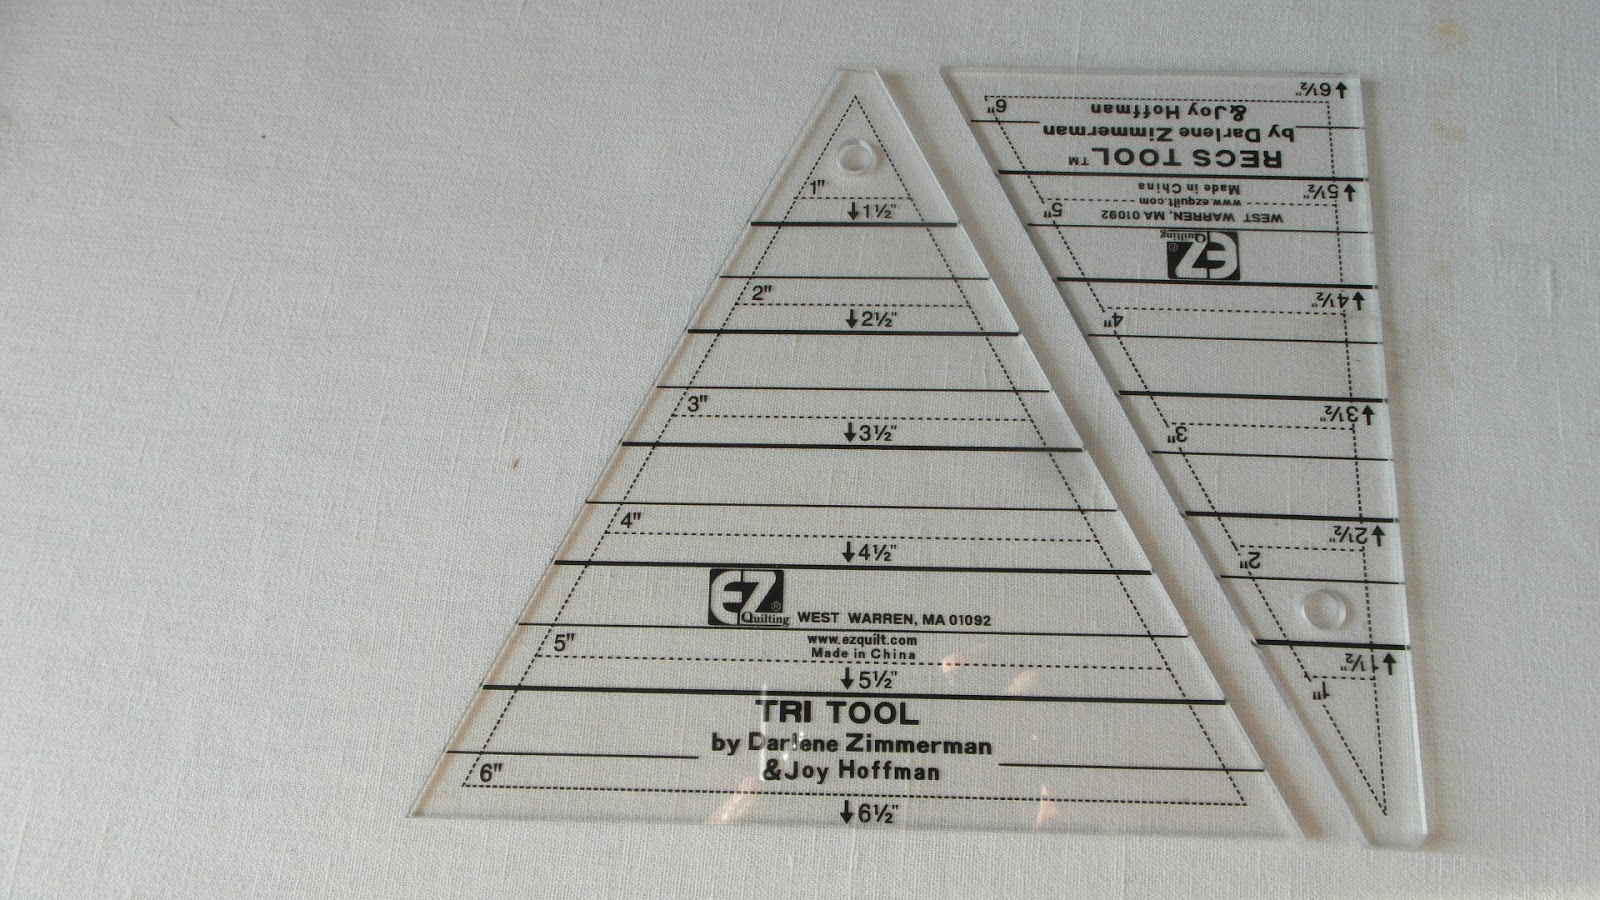 1"
↓1½"
2"
↓2½"
3"
↓3½"
4"
↓4½"
EZ® Quilting WEST WARREN, MA 01092
www.ezquilt.com
5"
Made in China
↓5½"
TRI TOOL
by Darlene Zimmerman
6" &Joy Hoffman
↓6½"
1"
1½"
2"
2½"
3"
3½"
4"
4½"
EZ® Quilting
WEST WARREN, MA 01092
5"
www.ezquilt.com
Made in China
5½"
RECS TOOL™
by Darlene Zimmerman
&Joy Hoffman
6"
6½"